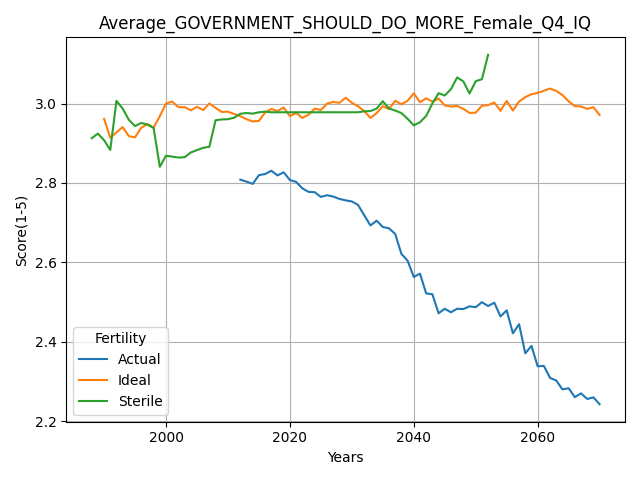 Average_GOVERNMENT_SHOULD_DO_MORE_Female_Q4_IQ
Score(1-5)
3.0
2.8
2.6
2.4
2.2
Fertility
Actual
Ideal
Sterile
2000
2020
2040
2060
Years